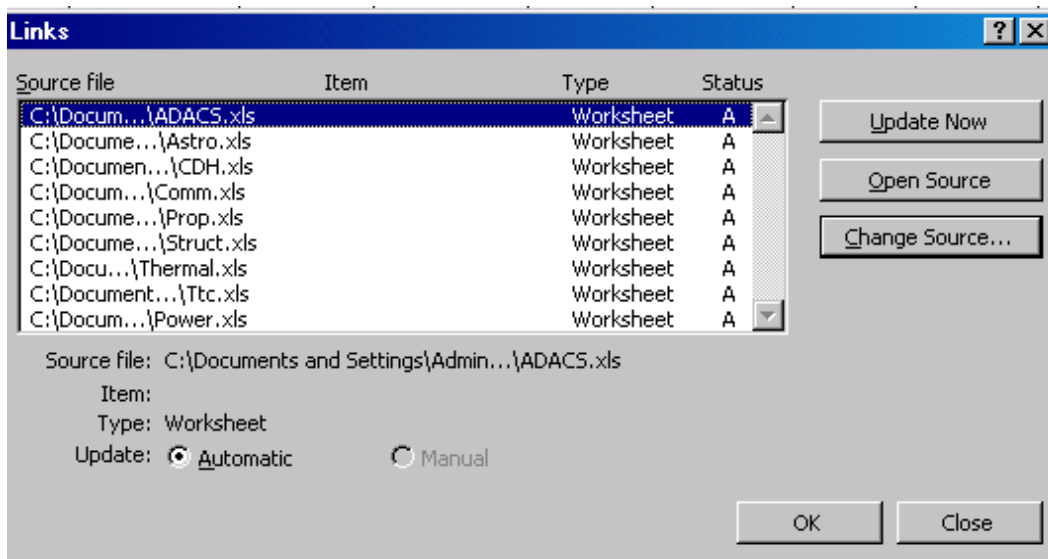 Links
Source file Item Type Status
C:\Docum...\ADACS.xls Worksheet A
C:\Docume...\Astro.xls Worksheet A
C:\Documen...\CDH.xls Worksheet A
C:\Docum...\Comm.xls Worksheet A
C:\Docume...\Prop.xls Worksheet A
C:\Docume...\Struct.xls Worksheet A
C:\Docu...\Thermal.xls Worksheet A
C:\Document...\Ttc.xls Worksheet A
C:\Docum...\Power.xls Worksheet A
Update Now
Open Source
Change Source...
Source file: C:\Documents and Settings\Admin...\ADACS.xls
Item:
Type: Worksheet
Update: Automatic Manual
OK Close